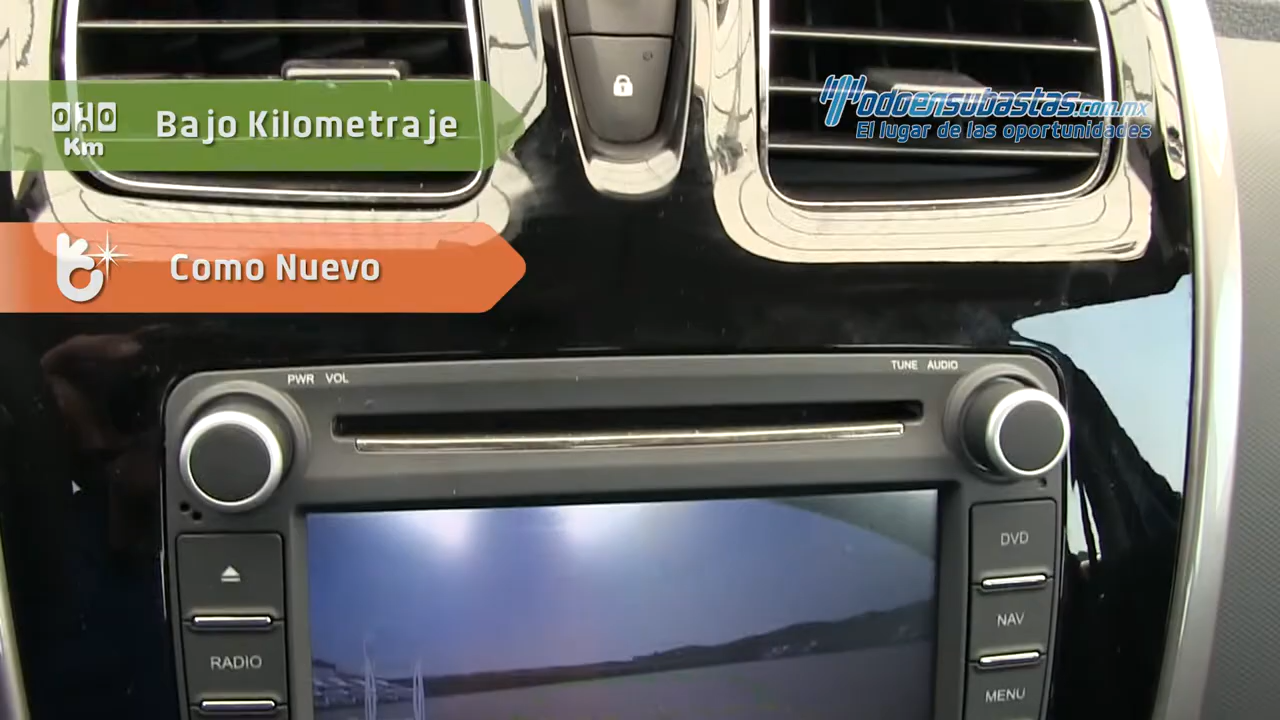 Todoensubastas.com.mx
El lugar de las oportunidades
010
Km
Bajo Kilometraje
Como Nuevo
PWR VOL
TUNE AUDIO
DVD
NAV
RADIO
MENU